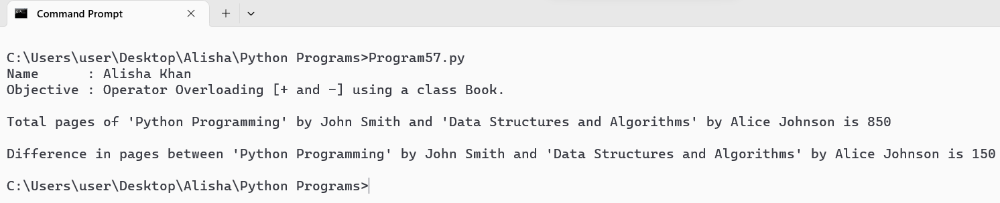 Command Prompt
C:\Users\user\Desktop\Alisha\Python Programs>Program57.py
Name      : Alisha Khan
Objective : Operator Overloading [+ and -] using a class Book.
Total pages of 'Python Programming' by John Smith and 'Data Structures and Algorithms' by Alice Johnson is 850
Difference in pages between 'Python Programming' by John Smith and 'Data Structures and Algorithms' by Alice Johnson is 150
C:\Users\user\Desktop\Alisha\Python Programs>